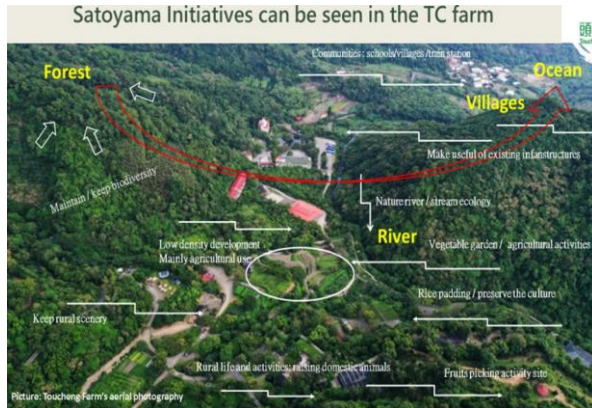 Satoyama Initiatives can be seen in the TC farm
頭
Communities : schools/villages /train station
Forest
Ocean
Villages
Make useful of existing infanstructures
Maintain / keep biodiversity
Nature river / stream ecology
River
Low density development
Mainly agricultural use
Vegetable garden / agricultural activities
Rice padding / preserve the culture
Keep rural scenery
Rural life and activities: raising domestic animals
Fruits picking activity site
Picture: Toucheng Farm's aerial photography